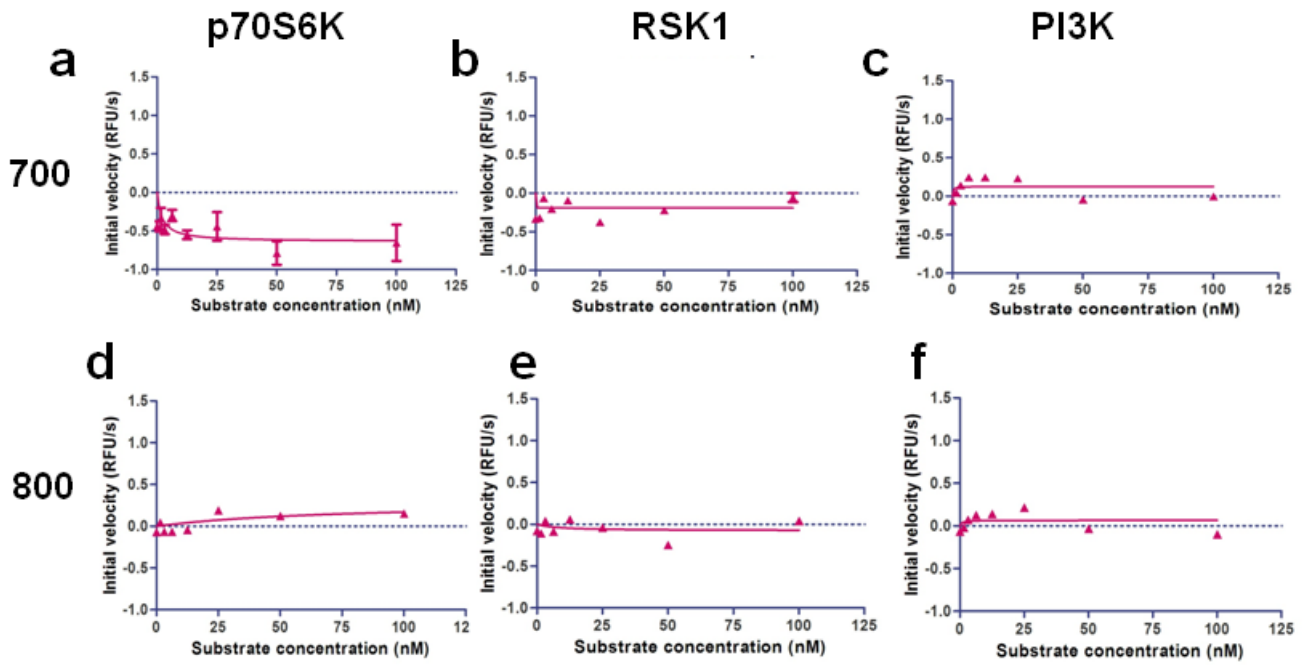 p70S6K RSK1 PI3K
a b c
700
Initial velocity (RFU/s)
1.5
1.0
0.5
0.0
-0.5
-1.0
0 25 50 75 100 125
Substrate concentration (nM)
Initial velocity (RFU/s)
1.5
1.0
0.5
0.0
-0.5
-1.0
0 25 50 75 100 125
Substrate concentration (nM)
Initial velocity (RFU/s)
1.5
1.0
0.5
0.0
-0.5
-1.0
0 25 50 75 100 125
Substrate concentration (nM)
d e f
800
Initial velocity (RFU/s)
1.5
1.0
0.5
0.0
-0.5
-1.0
0 25 50 75 100 12
Substrate concentration (nM)
Initial velocity (RFU/s)
1.5
1.0
0.5
0.0
-0.5
-1.0
0 25 50 75 100 125
Substrate concentration (nM)
Initial velocity (RFU/s)
1.5
1.0
0.5
0.0
-0.5
-1.0
0 25 50 75 100 125
Substrate concentration (nM)